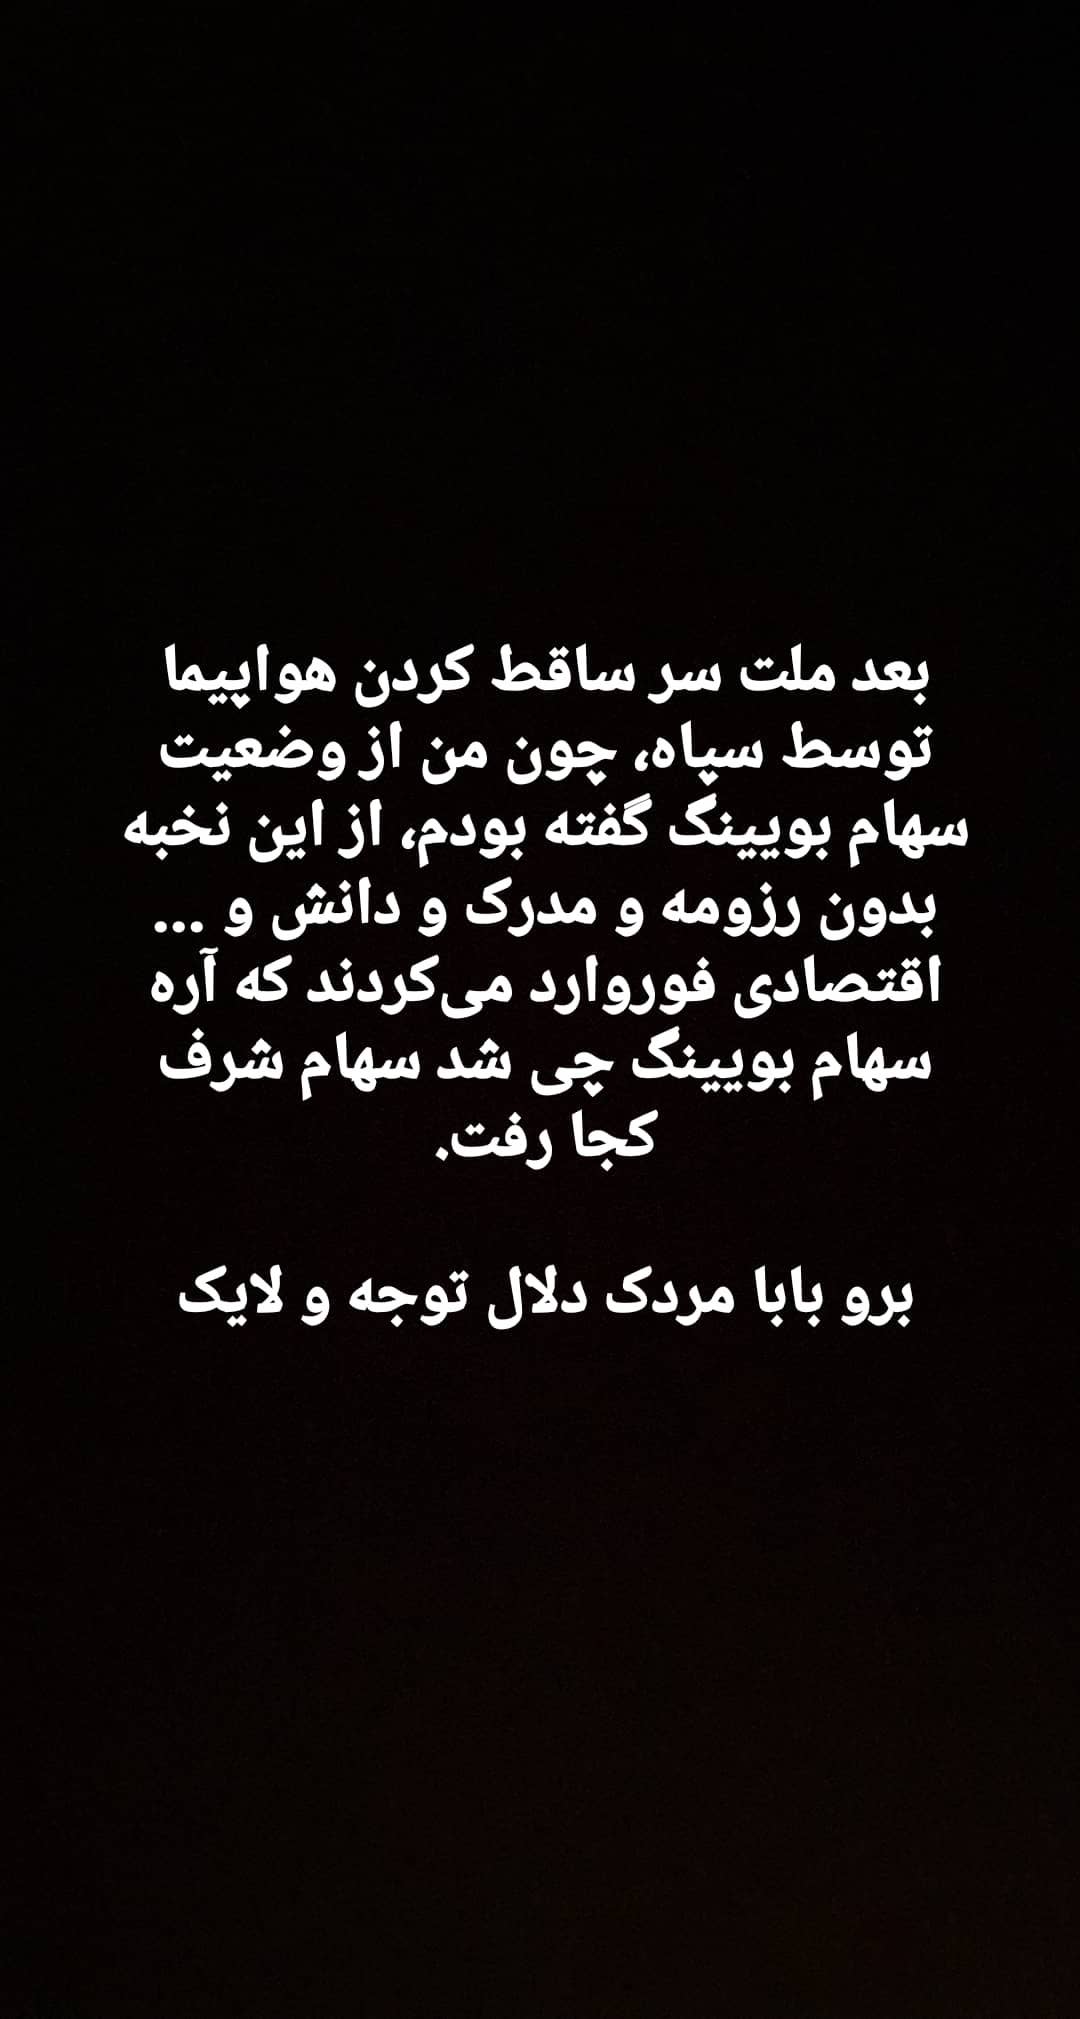 بعد ملت سر ساقط کردن هواپیما
توسط سپاه، چون من از وضعیت
سهام بویینگ گفته بودم، از این نخبه
بدون رزومه و مدرک و دانش و ...
اقتصادی فوروارد می‌کردند که آره
سهام بویینگ چی شد سهام شرف
کجا رفت.
برو بابا مردک دلال توجه و لایک